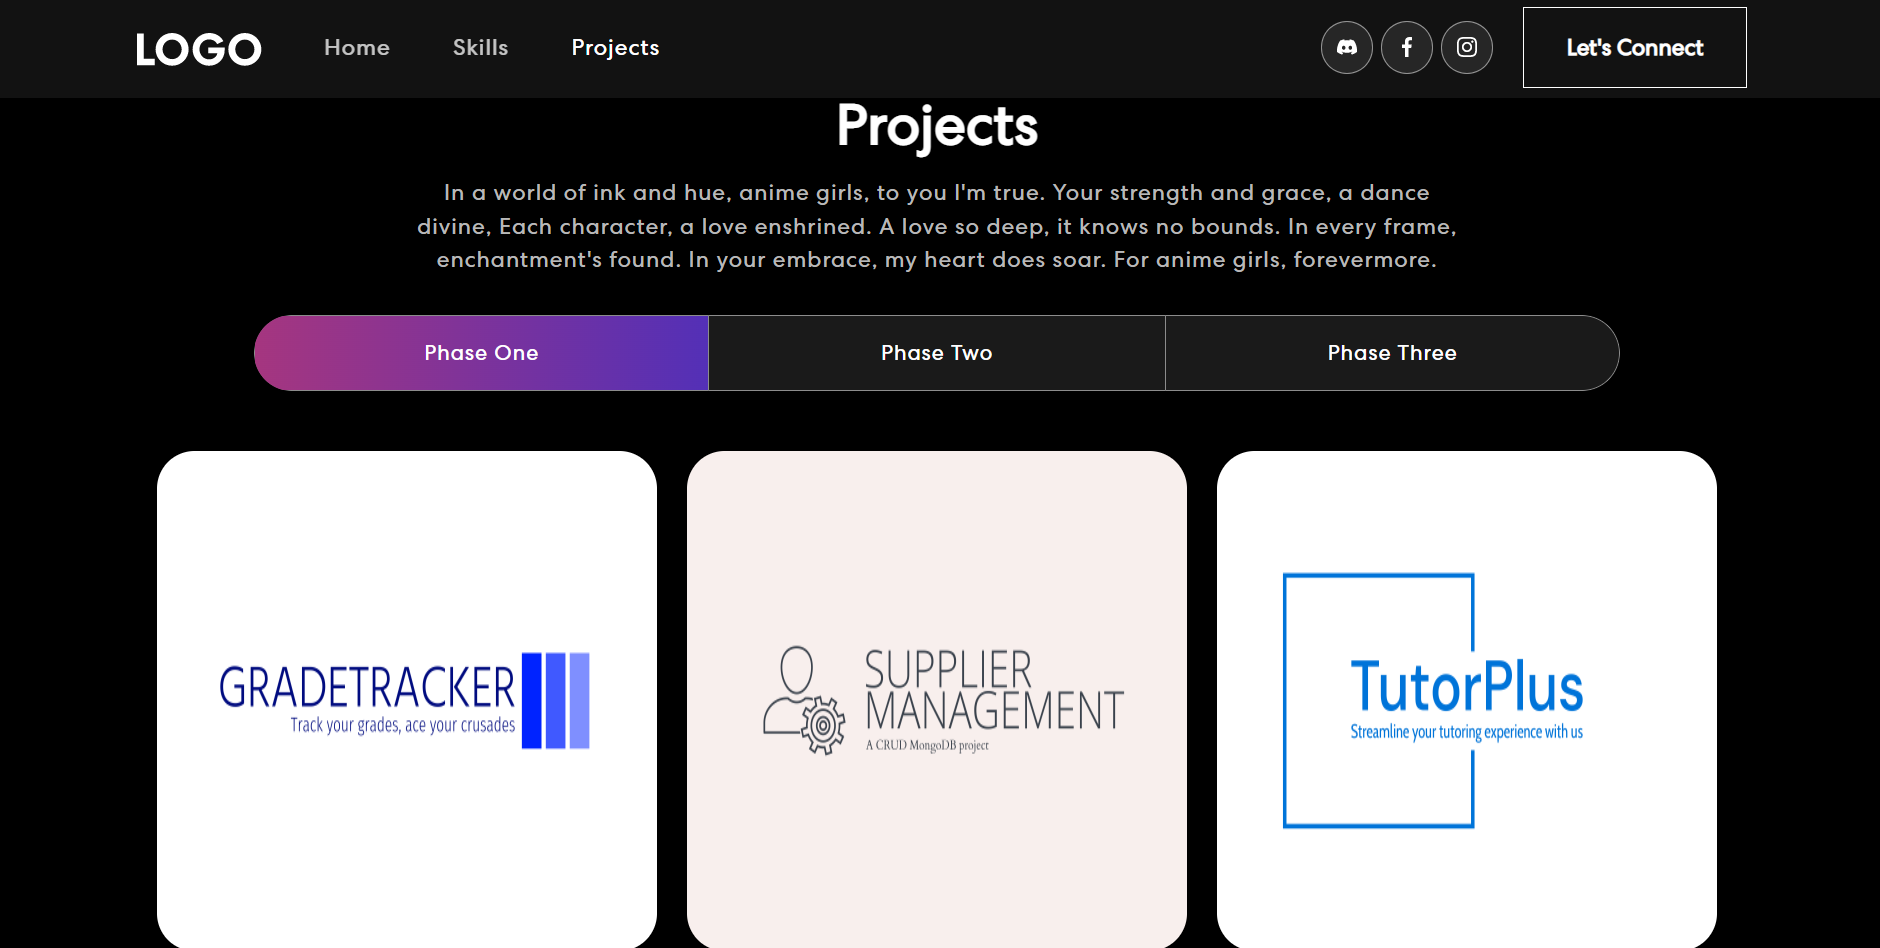 LOGO Home Skills Projects Let's Connect
Projects
In a world of ink and hue, anime girls, to you I'm true. Your strength and grace, a dance
divine, Each character, a love enshrined. A love so deep, it knows no bounds. In every frame,
enchantment's found. In your embrace, my heart does soar. For anime girls, forevermore.
Phase One Phase Two Phase Three
GRADETRACKER
Track your grades, ace your crusades
SUPPLIER
MANAGEMENT
A CRUD MongoDB project
TutorPlus
Streamline your tutoring experience with us